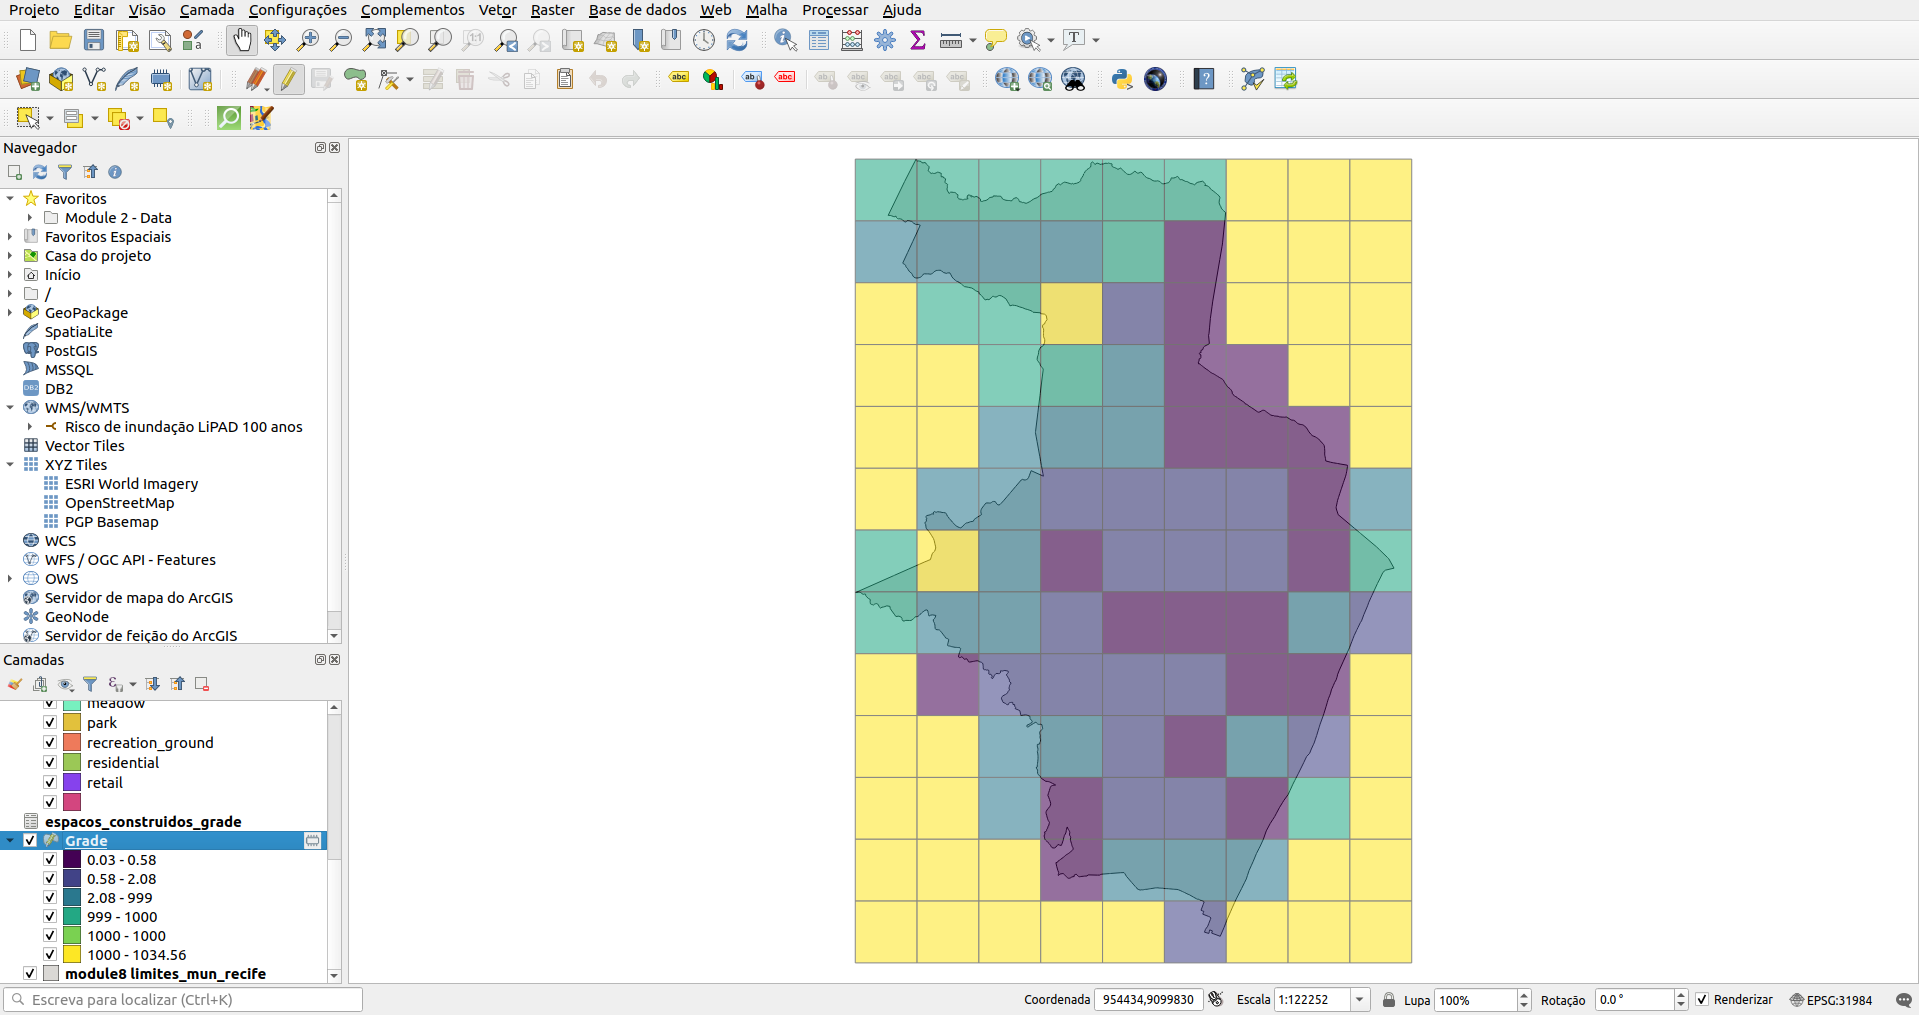 Projeto Editar Visão Camada Configurações Complementos Vetor Raster Base de dados Web Malha Processar Ajuda
Navegador
Favoritos
Module 2 - Data
Favoritos Espaciais
Casa do projeto
Início
/
GeoPackage
SpatiaLite
PostGIS
MSSQL
DB2
WMS/WMTS
Risco de inundação LiPAD 100 anos
Vector Tiles
XYZ Tiles
ESRI World Imagery
OpenStreetMap
PGP Basemap
WCS
WFS / OGC API - Features
OWS
Servidor de mapa do ArcGIS
GeoNode
Servidor de feição do ArcGIS
Camadas
meadow
park
recreation_ground
residential
retail
espacos_construidos_grade
Grade
0.03 - 0.58
0.58 - 2.08
2.08 - 999
999 - 1000
1000 - 1000
1000 - 1034.56
module8 limites_mun_recife
Escreva para localizar (Ctrl+K)
Coordenada 954434,9099830 Escala 1:122252 Lupa 100% Rotação 0.0 ° Renderizar EPSG:31984